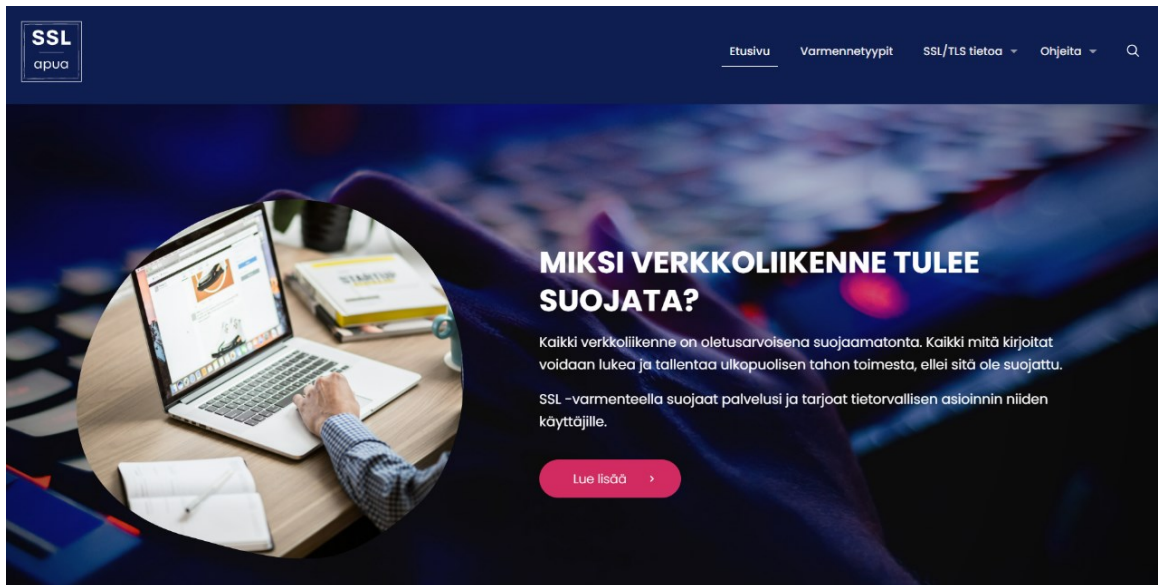 SSL
apua
Etusivu
Varmennetyypit
SSL/TLS tietoa
Ohjeita
STARTUP
MIKSI VERKKOLIIKENNE TULEE
SUOJATA?
Kaikki verkkoliikenne on oletusarvoisena suojaamatonta. Kaikki mitä kirjoitat
voidaan lukea ja tallentaa ulkopuolisen tahon toimesta, ellei sitä ole suojattu.
SSL -varmenteella suojaat palvelusi ja tarjoat tietorvallisen asioinnin niiden
käyttäjille.
Lue lisää